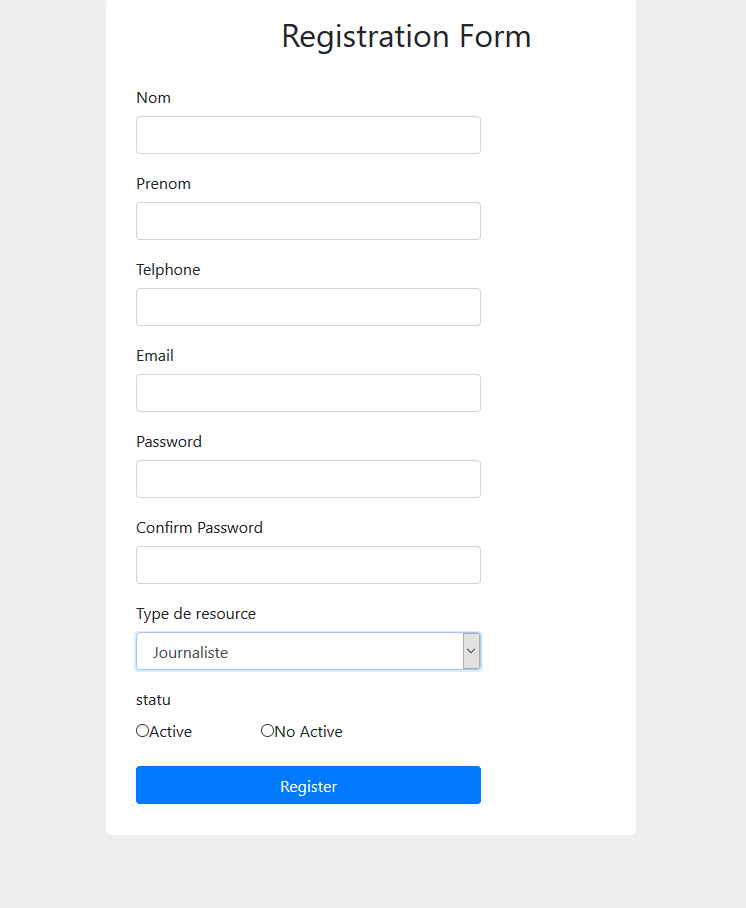 Registration Form
Nom
Prenom
Telphone
Email
Password
Confirm Password
Type de resource
Journaliste
statu
Active No Active
Register